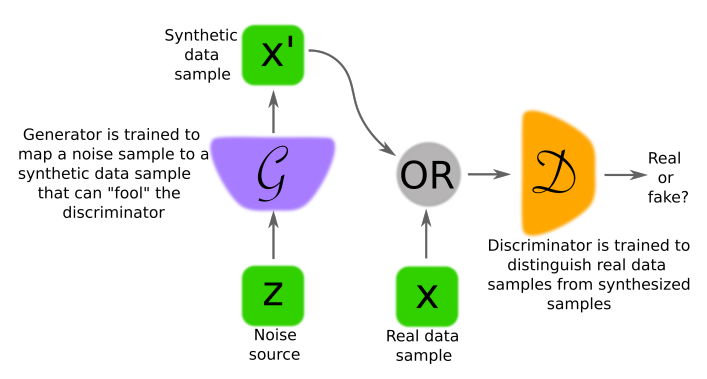 Synthetic
data
sample
x'
Generator is trained to
map a noise sample to a
synthetic data sample
that can "fool" the
discriminator
G
OR
D
Real
or
fake?
Discriminator is trained to
distinguish real data
samples from synthesized
samples
z
Noise
source
x
Real data
sample